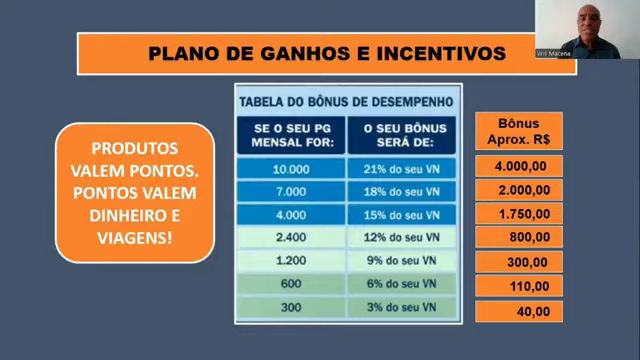 PLANO DE GANHOS E INCENTIVOS
Will Macena
PRODUTOS
VALEM PONTOS.
PONTOS VALEM
DINHEIRO E
VIAGENS!
TABELA DO BÔNUS DE DESEMPENHO
SE O SEU PG
MENSAL FOR:
O SEU BÔNUS
SERÁ DE:
10.000 21% do seu VN
7.000 18% do seu VN
4.000 15% do seu VN
2.400 12% do seu VN
1.200 9% do seu VN
600 6% do seu VN
300 3% do seu VN
Bônus
Aprox. R$
4.000,00
2.000,00
1.750,00
800,00
300,00
110,00
40,00